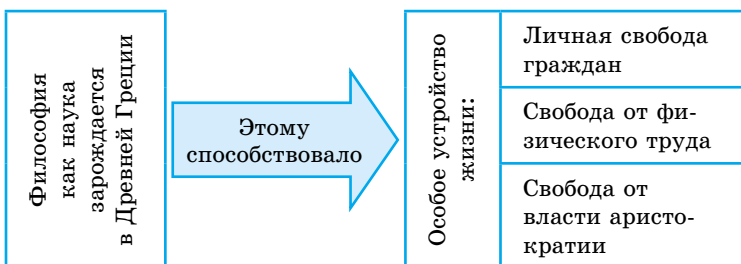 Философия
как наука
зарождается
в Древней Греции
Этому
способствовало
Особое устройство
жизни:
Личная свобода
граждан
Свобода от фи-
зического труда
Свобода от
власти аристо-
кратии